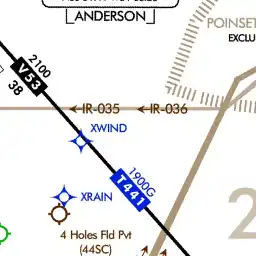 ANDERSON
POINSET
EXCLU
2100
V53
38
IR-035
IR-036
XWIND
1900G
T441
XRAIN
4 Holes Fld Pvt
(44SC)
2